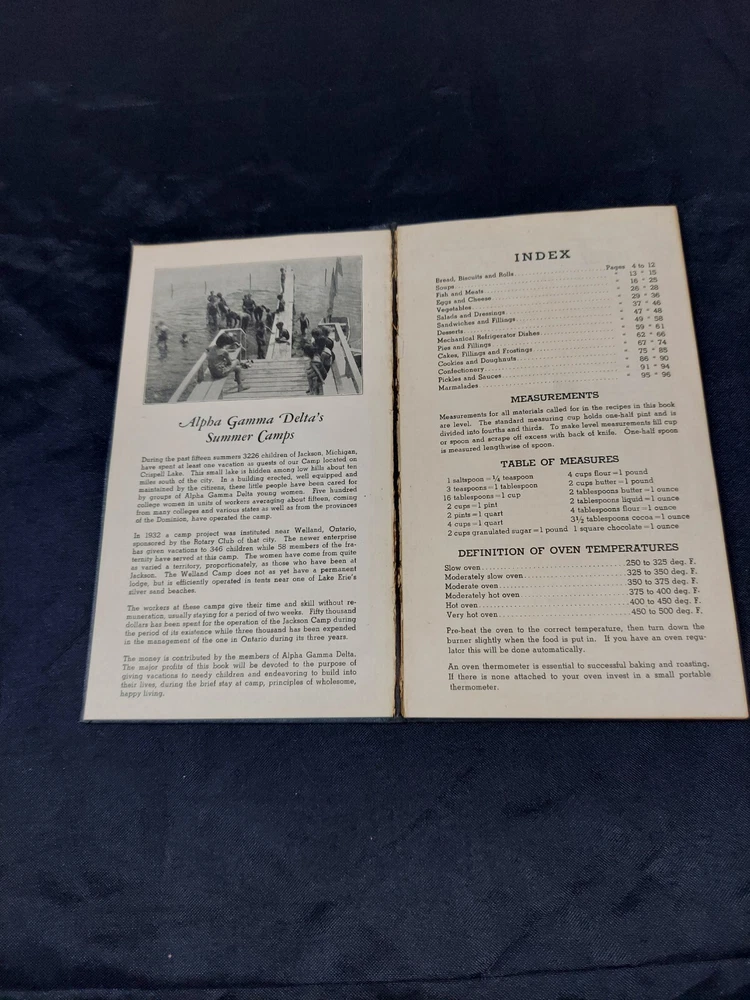 Alpha Gamma Delta's
Summer Camps
During the past fifteen summers 3226 children of Jackson, Michigan,
have spent at least one vacation as guests of our Camp located on
Crispell Lake. This small lake is hidden among low hills about ten
miles south of the city. In a building erected, well equipped and
maintained by the citizens, these little people have been cared for
by groups of Alpha Gamma Delta young women. Five hundred
college women in units of workers averaging about fifteen, coming
from many colleges and various states as well as from the provinces
of the Dominion, have operated the camp.
In 1932 a camp project was instituted near Welland, Ontario,
sponsored by the Rotary Club of that city. The newer enterprise
has given vacations to 346 children while 58 members of the fra-
ternity have served at this camp. The women have come from quite
as varied a territory, proportionately, as those who have been at
Jackson. The Welland Camp does not as yet have a permanent
lodge, but is efficiently operated in tents near one of Lake Erie's
silver sand beaches.
The workers at these camps give their time and skill without re-
muneration, usually staying for a period of two weeks. Fifty thousand
dollars has been spent for the operation of the Jackson Camp during
the period of its existence while three thousand has been expended
in the management of the one in Ontario during its three years.
The money is contributed by the members of Alpha Gamma Delta.
The major profits of this book will be devoted to the purpose of
giving vacations to needy children and endeavoring to build into
their lives, during the brief stay at camp, principles of wholesome,
happy living.
INDEX
Bread, Biscuits and Rolls Pages 4 to 12
Soups " 13 " 15
Fish and Meats " 16 " 25
Eggs and Cheese " 26 " 28
Vegetables " 29 " 36
Salads and Dressings " 37 " 46
Sandwiches and Fillings " 47 " 48
Desserts " 49 " 58
Mechanical Refrigerator Dishes " 59 " 61
Pies and Fillings " 62 " 66
Cakes, Fillings and Frostings " 67 " 74
Cookies and Doughnuts " 75 " 85
Confectionery " 86 " 90
Pickles and Sauces " 91 " 94
Marmalades " 95 " 96
MEASUREMENTS
Measurements for all materials called for in the recipes in this book
are level. The standard measuring cup holds one-half pint and is
divided into fourths and thirds. To make level measurements fill cup
or spoon and scrape off excess with back of knife. One-half spoon
is measured lengthwise of spoon.
TABLE OF MEASURES
1 saltspoon=¼ teaspoon 4 cups flour=1 pound
3 teaspoons=1 tablespoon 2 cups butter=1 pound
16 tablespoons=1 cup 2 tablespoons butter=1 ounce
2 cups=1 pint 2 tablespoons liquid=1 ounce
2 pints=1 quart 4 tablespoons flour=1 ounce
4 cups=1 quart 3½ tablespoons cocoa=1 ounce
2 cups granulated sugar=1 pound 1 square chocolate=1 ounce
DEFINITION OF OVEN TEMPERATURES
Slow oven 250 to 325 deg. F.
Moderately slow oven 325 to 350 deg. F.
Moderate oven 350 to 375 deg. F.
Moderately hot oven 375 to 400 deg. F.
Hot oven 400 to 450 deg. F.
Very hot oven 450 to 500 deg. F.
Pre-heat the oven to the correct temperature, then turn down the
burner slightly when the food is put in. If you have an oven regu-
lator this will be done automatically.
An oven thermometer is essential to successful baking and roasting.
If there is none attached to your oven invest in a small portable
thermometer.